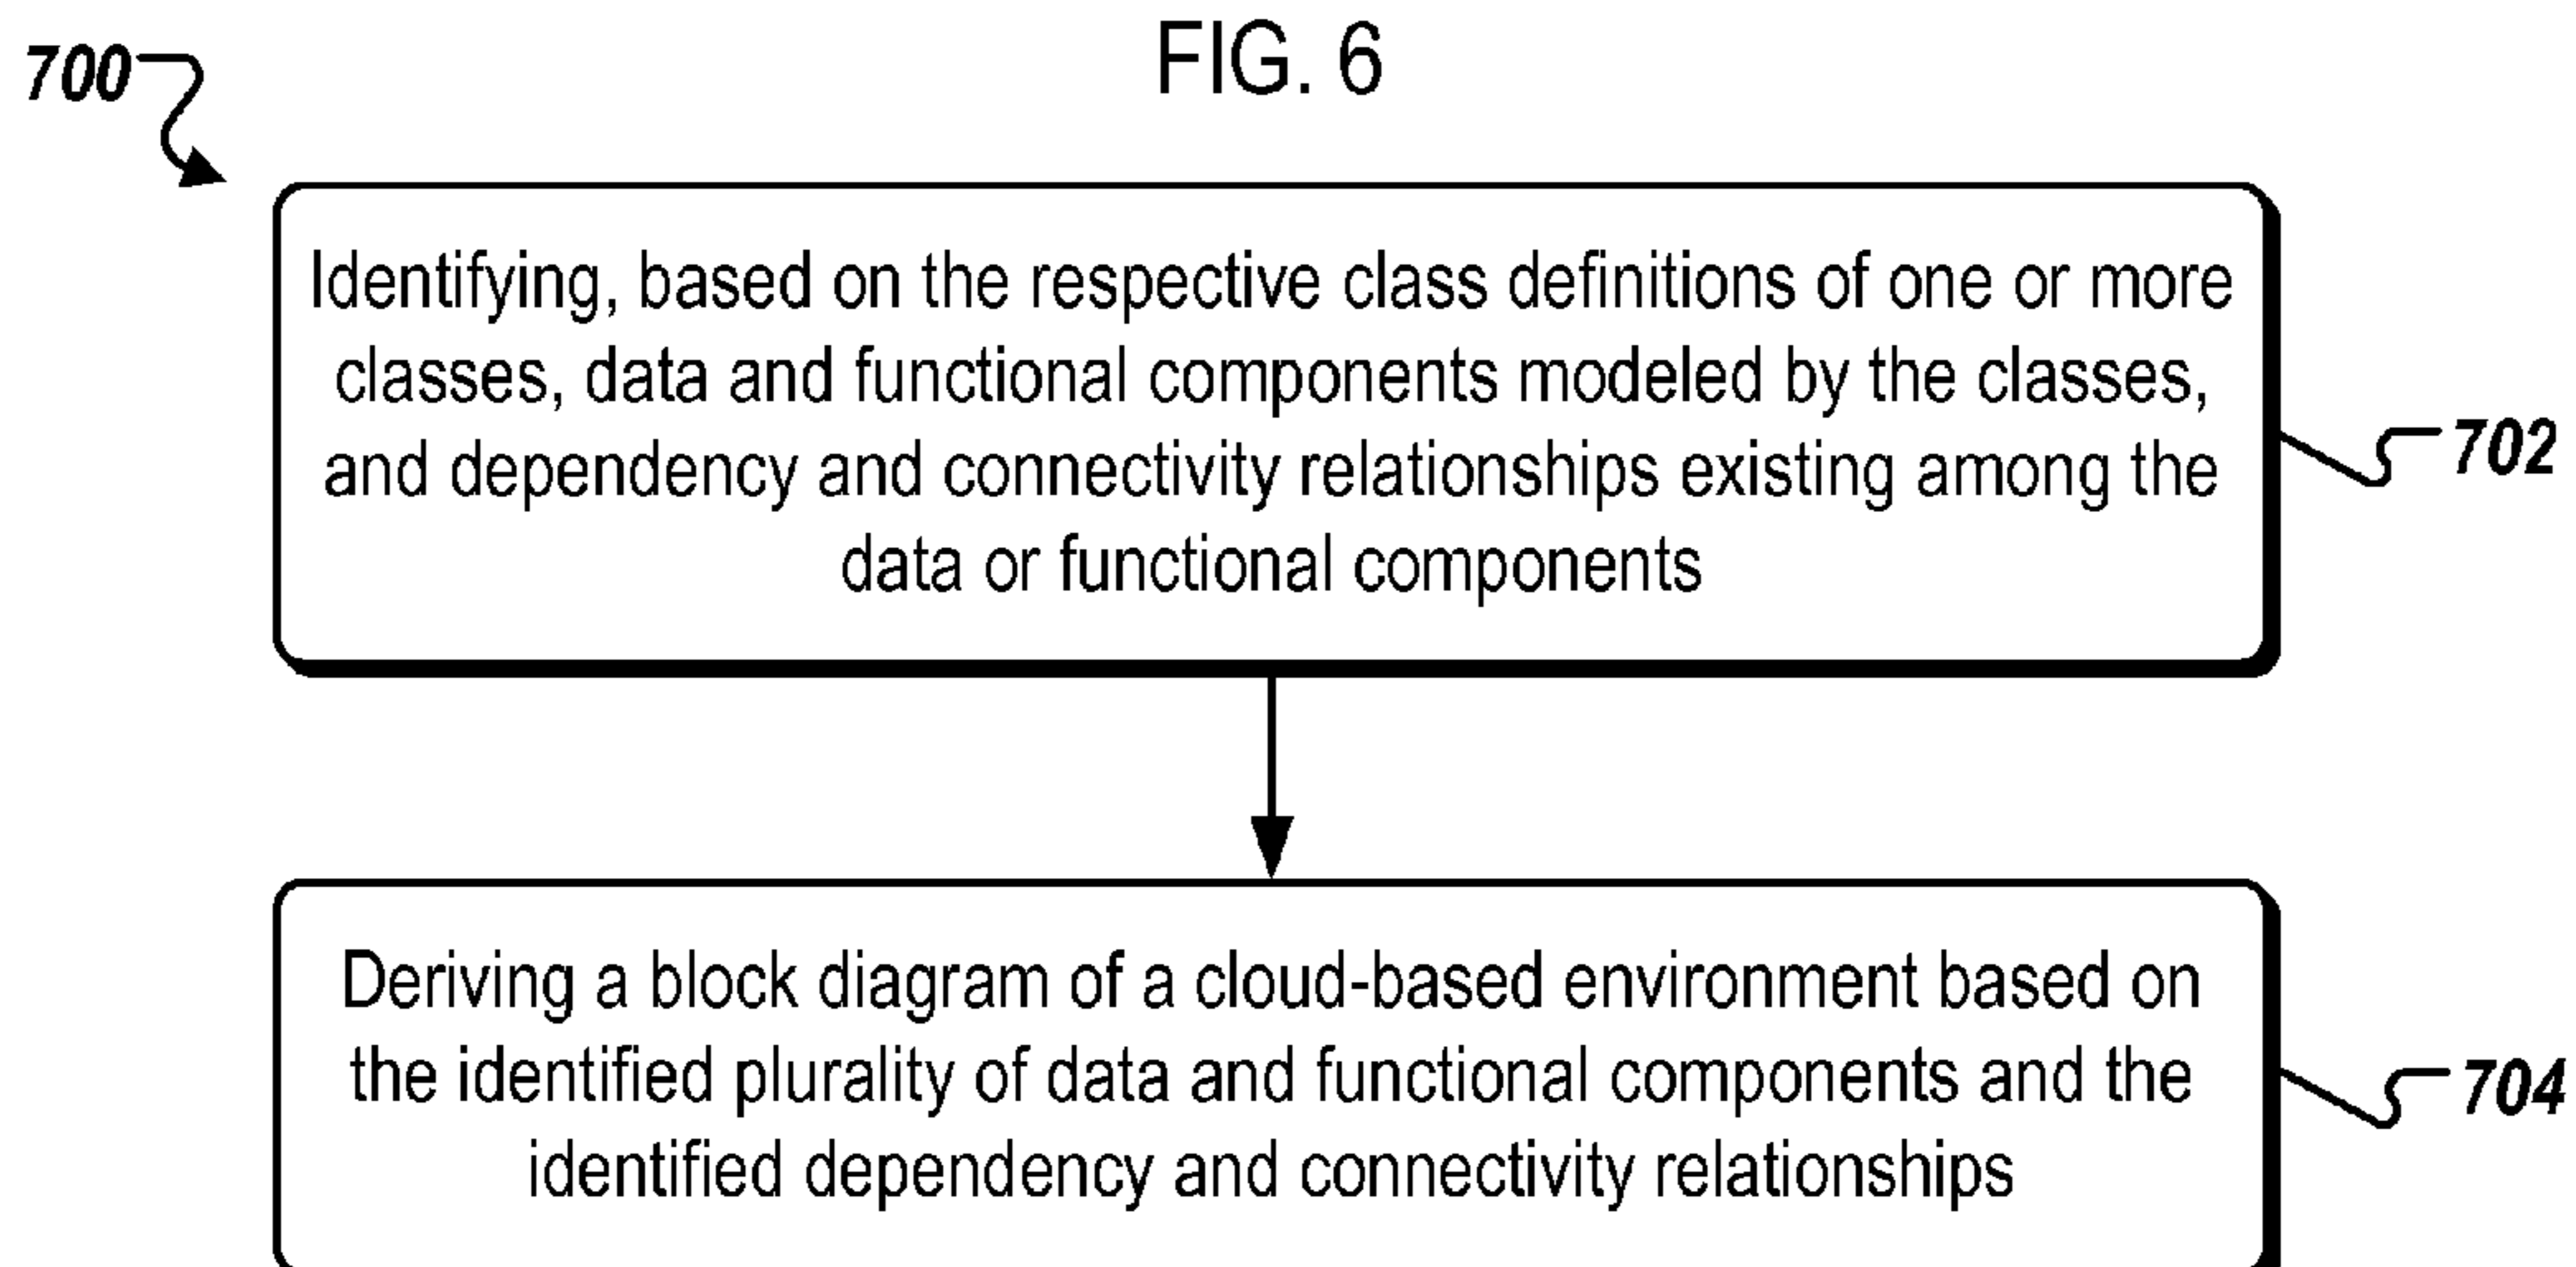 FIG. 6
700
Identifying, based on the respective class definitions of one or more
classes, data and functional components modeled by the classes,
and dependency and connectivity relationships existing among the
data or functional components
702
Deriving a block diagram of a cloud-based environment based on
the identified plurality of data and functional components and the
identified dependency and connectivity relationships
704